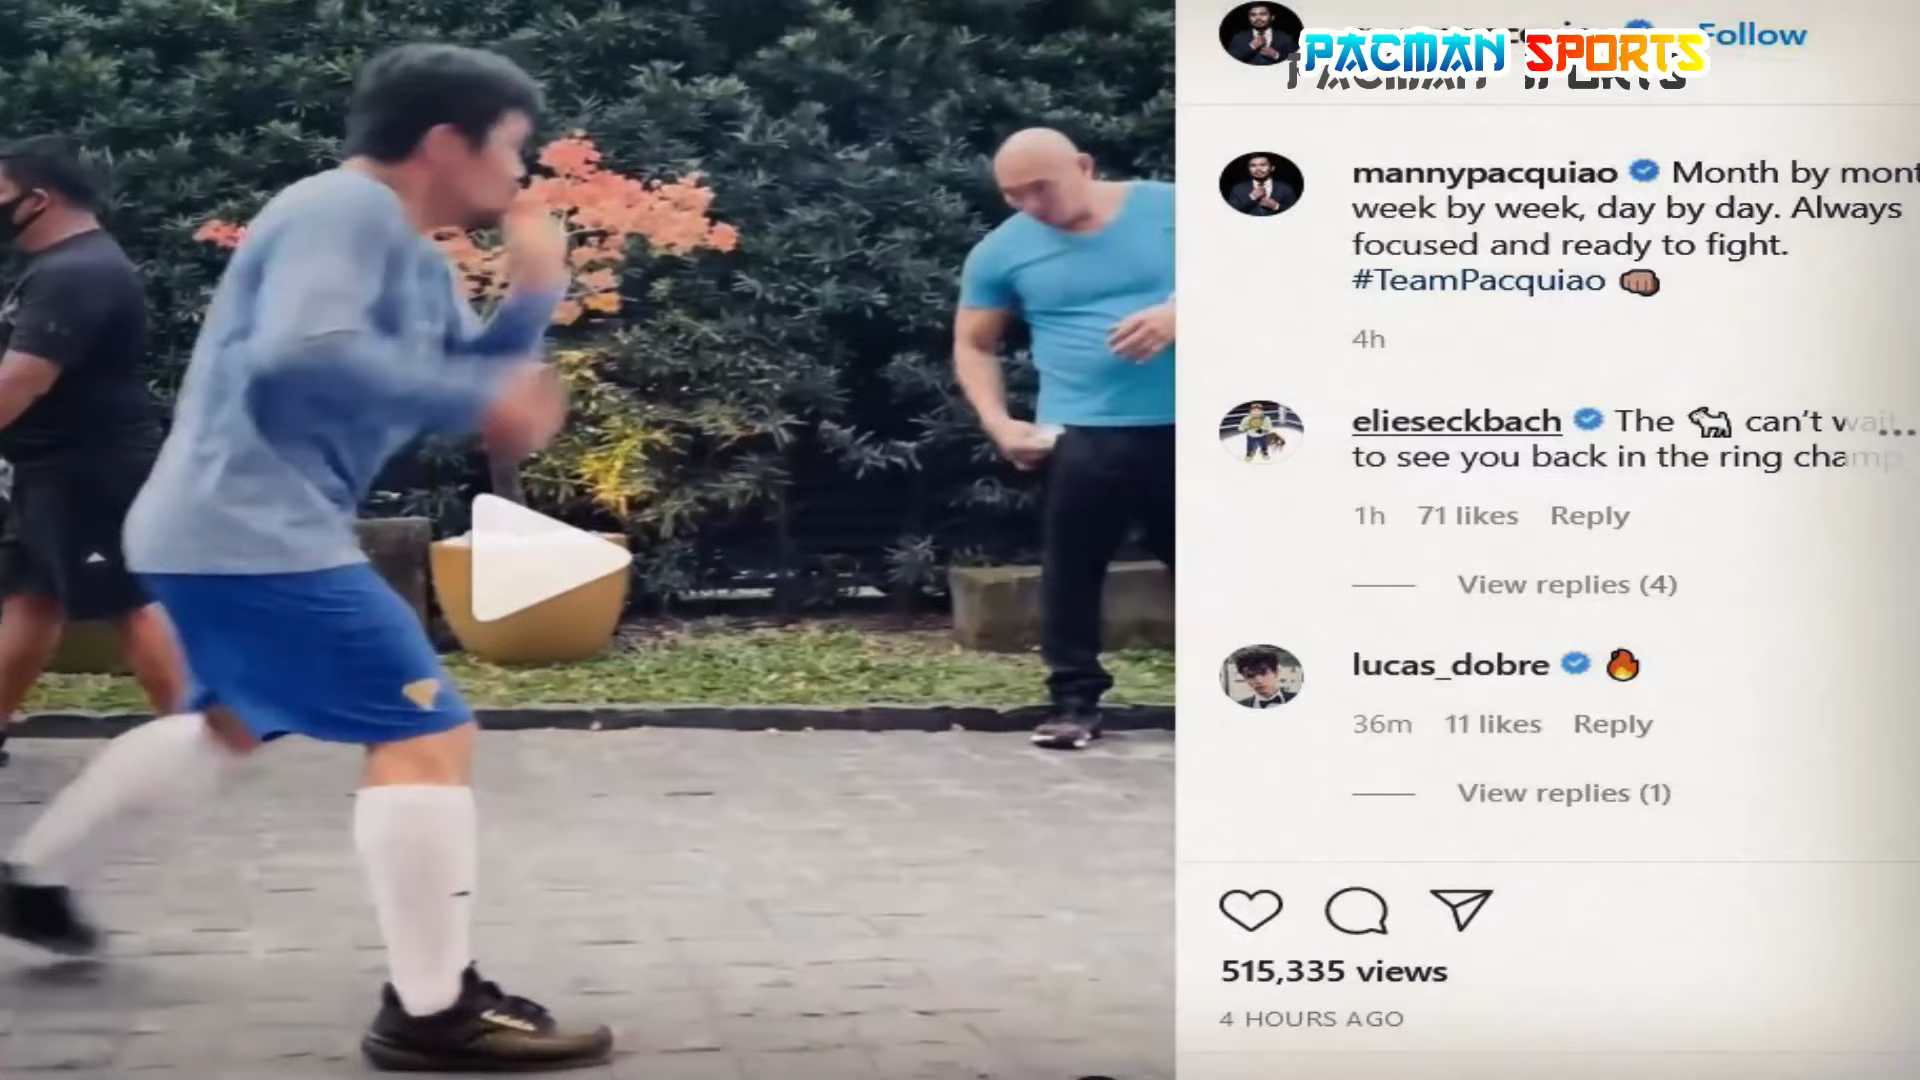 PACMAN SPORTS
Follow
mannypacquiao Month by mont
week by week, day by day. Always
focused and ready to fight.
#TeamPacquiao
4h
elieseckbach The can't wait...
to see you back in the ring champ
1h 71 likes Reply
View replies (4)
lucas_dobre
36m 11 likes Reply
View replies (1)
515,335 views
4 HOURS AGO